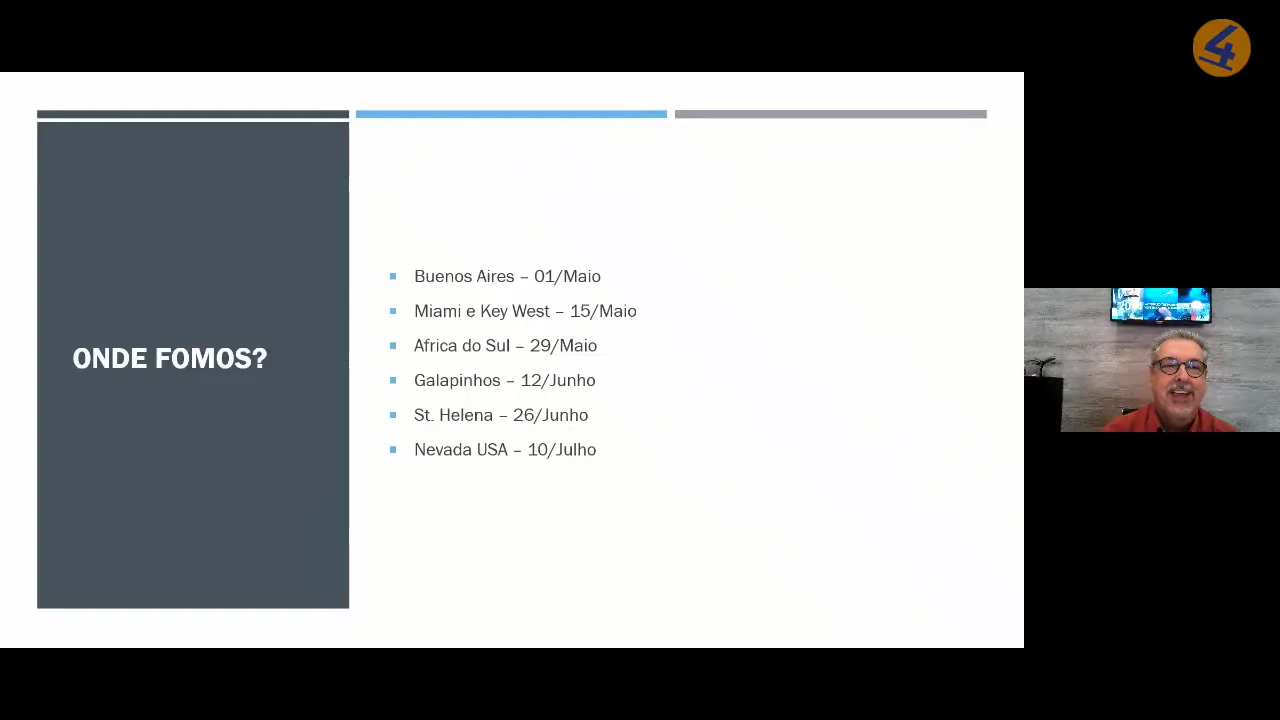 4
ONDE FOMOS?
Buenos Aires – 01/Maio
Miami e Key West – 15/Maio
Africa do Sul – 29/Maio
Galapinhos – 12/Junho
St. Helena – 26/Junho
Nevada USA – 10/Julho